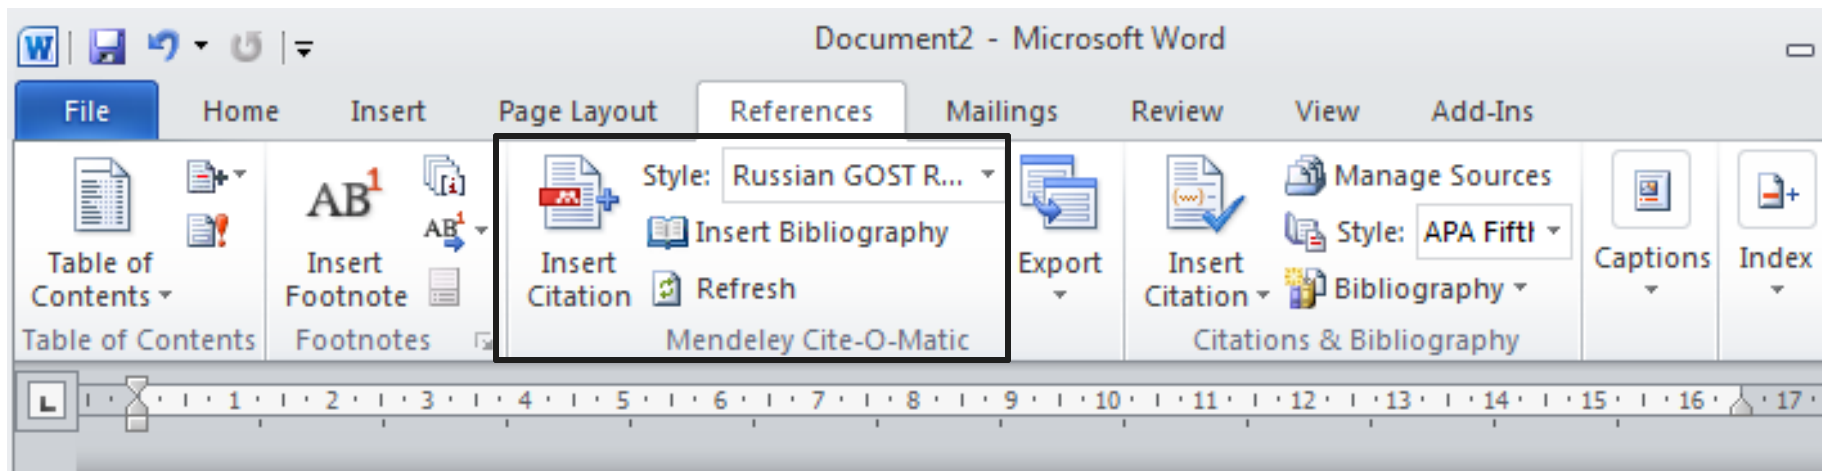 Document2 - Microsoft Word
File Home Insert Page Layout References Mailings Review View Add-Ins
Table of
Contents
Table of Contents
AB1
Insert
Footnote
AB1
Footnotes
Insert
Citation
Style: Russian GOST R...
Insert Bibliography
Refresh
Mendeley Cite-O-Matic
Export
Insert
Citation
Manage Sources
Style: APA Fifth
Bibliography
Citations & Bibliography
Captions
Index
L 1 2 3 4 5 6 7 8 9 10 11 12 13 14 15 16 17